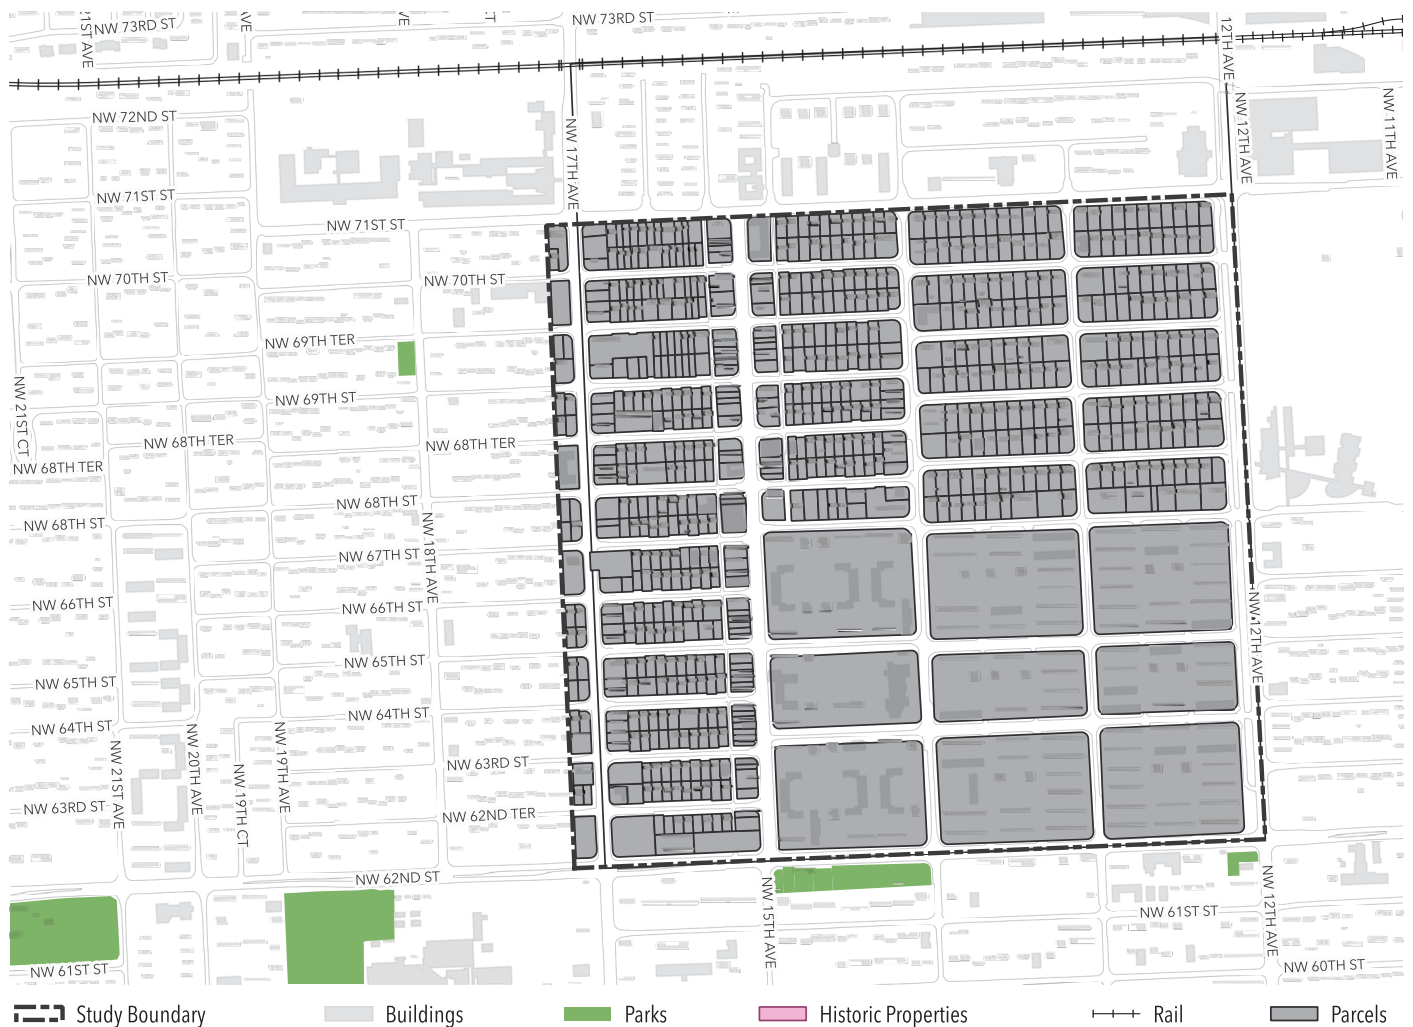 21ST AVE
NW 73RD ST
AVE
AVE
CT
NW 73RD ST
12TH AVE
NW 72ND ST
NW 17TH AVE
NW 12TH AVE
NW 11TH AVE
NW 71ST ST
NW 71ST ST
NW 70TH ST
NW 70TH ST
NW 69TH TER
NW 21ST CT
NW 69TH ST
NW 68TH TER
NW 68TH TER
NW 68TH TER
NW 68TH ST
NW 68TH ST
NW 18TH AVE
NW 67TH ST
NW 66TH ST
NW 66TH ST
NW 12TH AVE
NW 65TH ST
NW 65TH ST
NW 64TH ST
NW 64TH ST
NW 21ST AVE
NW 20TH AVE
NW 19TH CT
NW 19TH AVE
NW 63RD ST
NW 63RD ST
NW 62ND TER
NW 62ND ST
NW 15TH AVE
NW 12TH AVE
NW 61ST ST
NW 61ST ST
NW 60TH ST
Study Boundary
Buildings
Parks
Historic Properties
Rail
Parcels